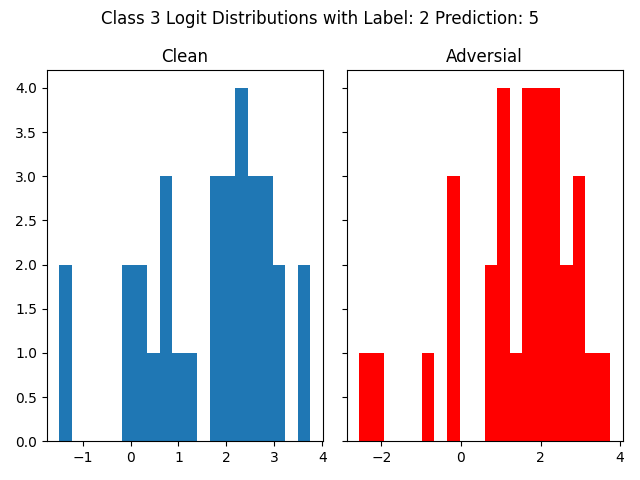 Class 3 Logit Distributions with Label: 2 Prediction: 5
Clean
Adversial
4.0
3.5
3.0
2.5
2.0
1.5
1.0
0.5
0.0
−1 0 1 2 3 4
−2 0 2 4